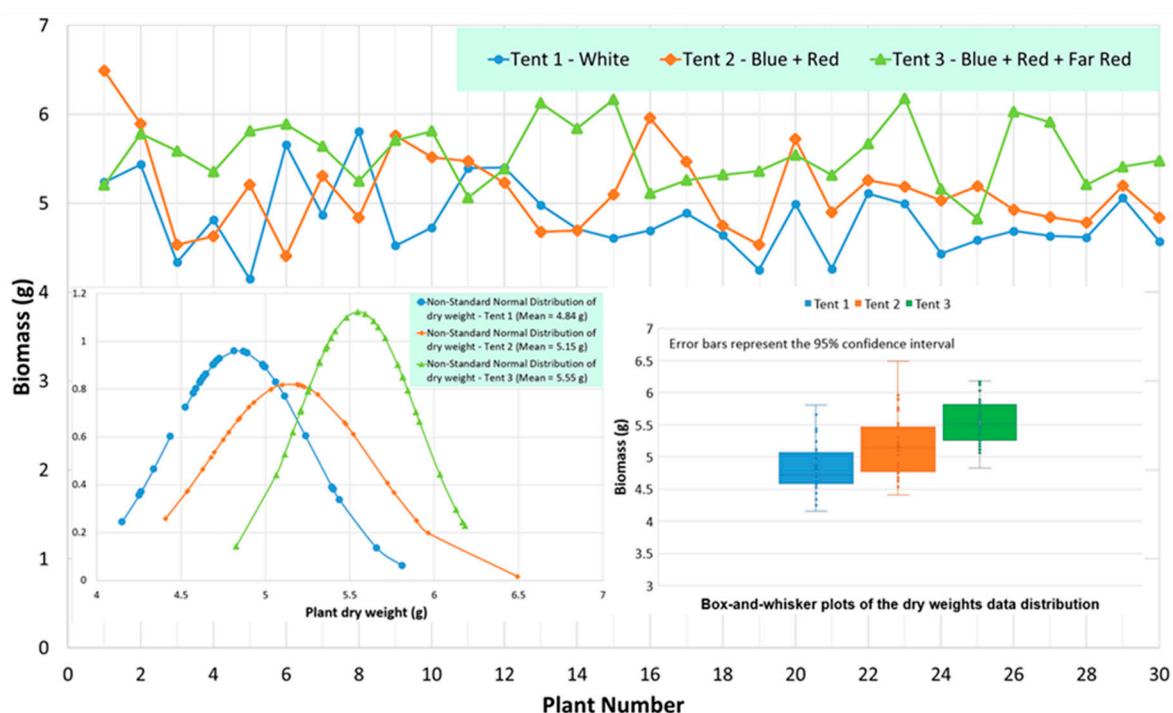 7
6
5
4
3
2
1
0
Biomass (g)
Tent 1 - White
Tent 2 - Blue + Red
Tent 3 - Blue + Red + Far Red
1.2
1
0.8
0.6
0.4
0.2
0
Non-Standard Normal Distribution of
dry weight - Tent 1 (Mean = 4.84 g)
Non-Standard Normal Distribution of
dry weight - Tent 2 (Mean = 5.15 g)
Non-Standard Normal Distribution of
dry weight - Tent 3 (Mean = 5.55 g)
4 4.5 5 5.5 6 6.5 7
Plant dry weight (g)
Tent 1 Tent 2 Tent 3
Error bars represent the 95% confidence interval
7
6.5
6
5.5
5
4.5
4
3.5
3
Biomass (g)
Box-and-whisker plots of the dry weights data distribution
0 2 4 6 8 10 12 14 16 18 20 22 24 26 28 30
Plant Number